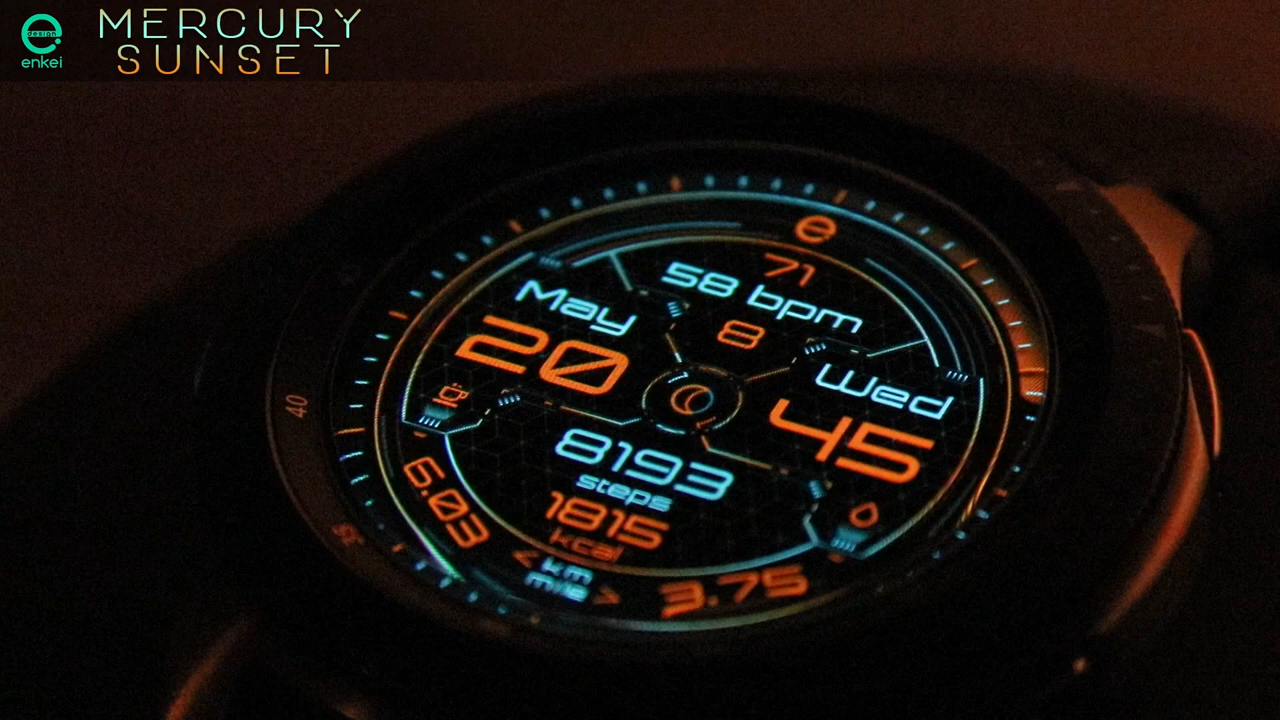 design
enkei
MERCURY
SUNSET
71
58 bpm
8
May
20
Wed
45
8193
steps
1815
kcal
6.03
< km
mile >
3.75
40